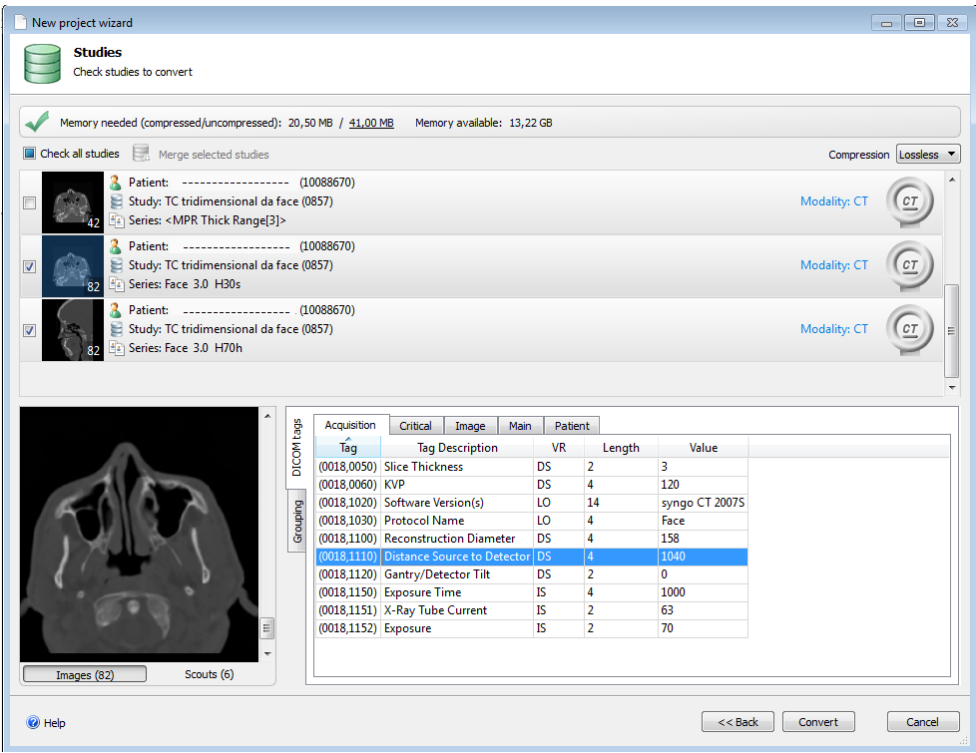 New project wizard
Studies
Check studies to convert
Memory needed (compressed/uncompressed): 20,50 MB / 41,00 MB Memory available: 13,22 GB
Check all studies Merge selected studies Compression Lossless
Patient: ------------------ (10088670)
Study: TC tridimensional da face (0857) Modality: CT CT
42 Series: <MPR Thick Range[3]>
Patient: ------------------ (10088670)
Study: TC tridimensional da face (0857) Modality: CT CT
82 Series: Face 3.0 H30s
Patient: ------------------ . (10088670)
Study: TC tridimensional da face (0857) Modality: CT CT
82 Series: Face 3.0 H70h
DICOM tags
Grouping
Acquisition Critical Image Main Patient
Tag Tag Description VR Length Value
(0018,0050) Slice Thickness DS 2 3
(0018,0060) KVP DS 4 120
(0018,1020) Software Version(s) LO 14 syngo CT 2007S
(0018,1030) Protocol Name LO 4 Face
(0018,1100) Reconstruction Diameter DS 4 158
(0018,1110) Distance Source to Detector DS 4 1040
(0018,1120) Gantry/Detector Tilt DS 2 0
(0018,1150) Exposure Time IS 4 1000
(0018,1151) X-Ray Tube Current IS 2 63
(0018,1152) Exposure IS 2 70
Images (82) Scouts (6)
Help << Back Convert Cancel